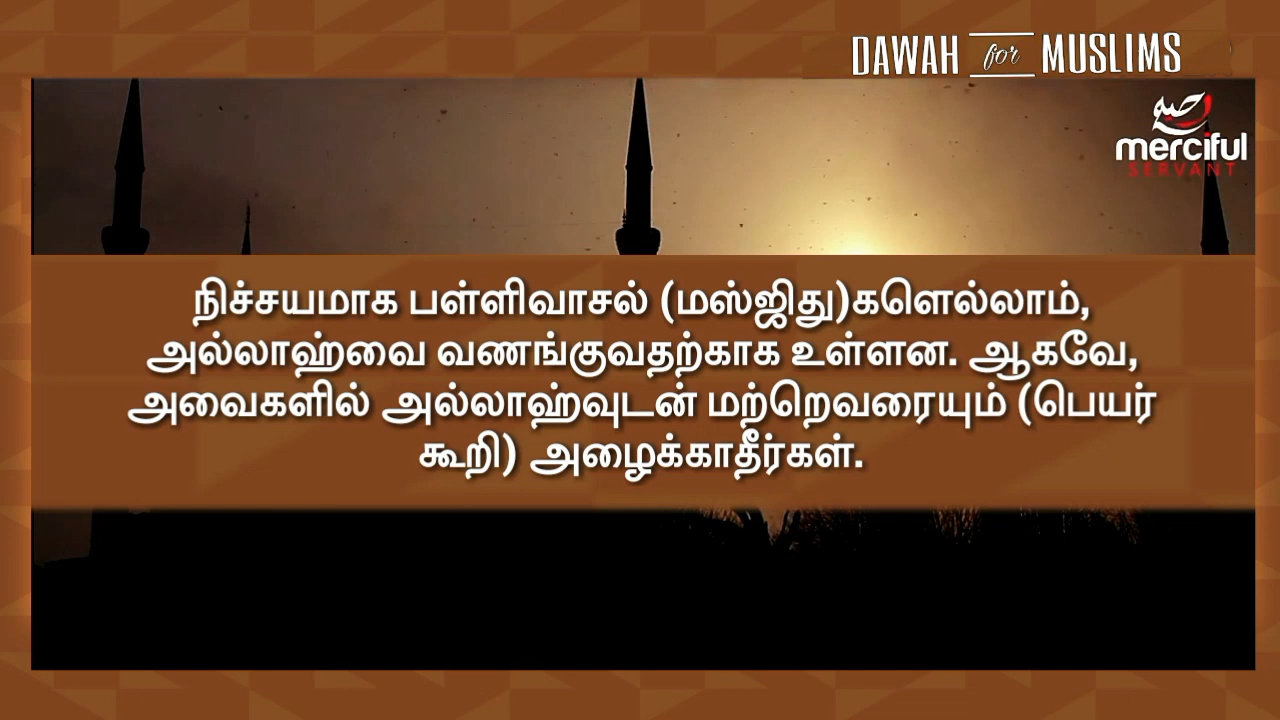 DAWAH for MUSLIMS
merciful
SERVANT
நிச்சயமாக பள்ளிவாசல் (மஸ்ஜிது)களெல்லாம்,
அல்லாஹ்வை வணங்குவதற்காக உள்ளன. ஆகவே,
அவைகளில் அல்லாஹ்வுடன் மற்றெவரையும் (பெயர்
கூறி) அழைக்காதீர்கள்.